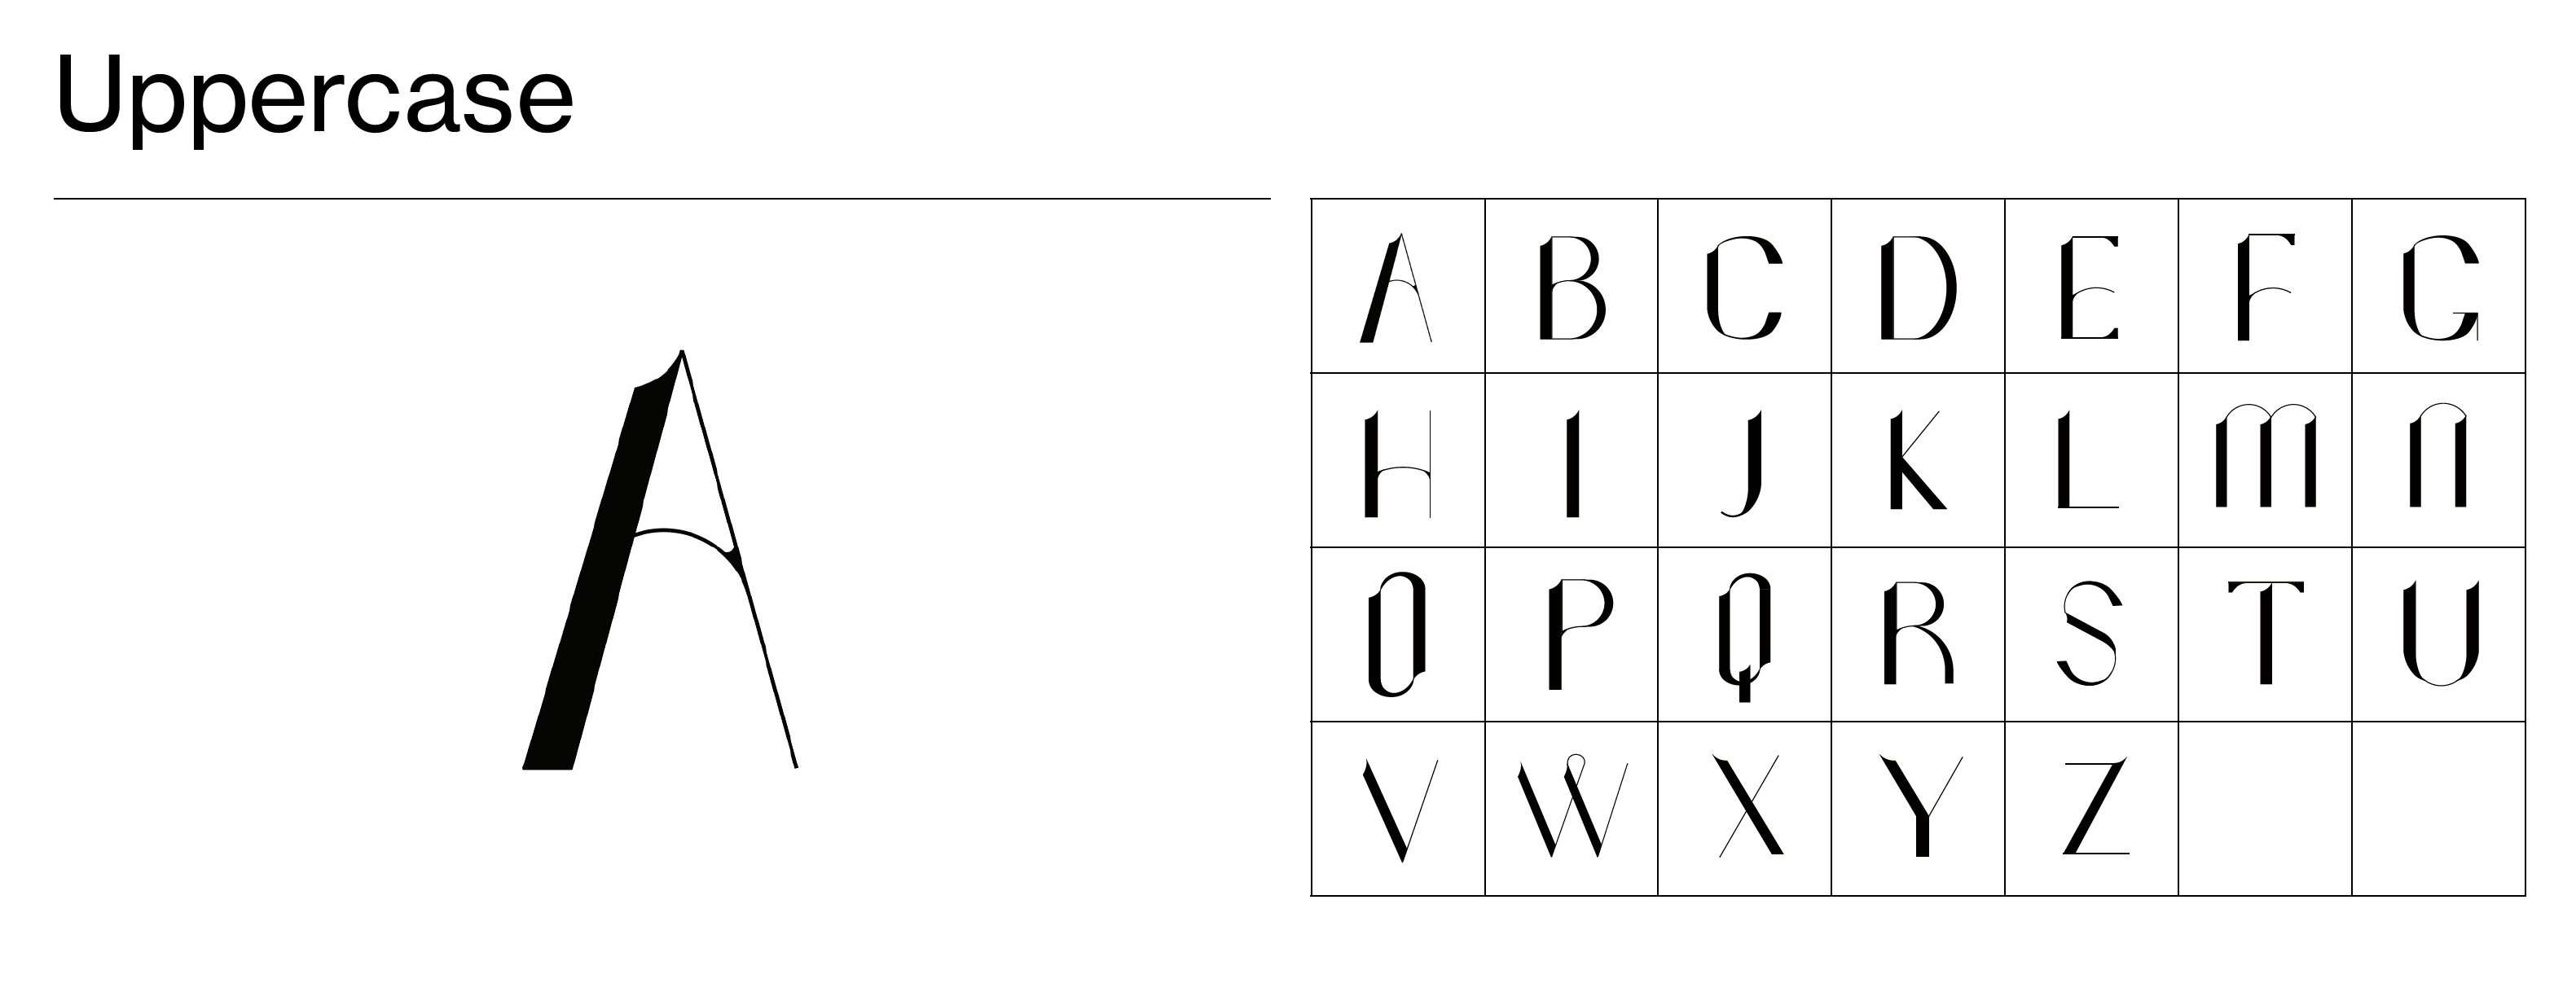 Uppercase
A
A B C D E F G
H I J K L M N
O P Q R S T U
V W X Y Z